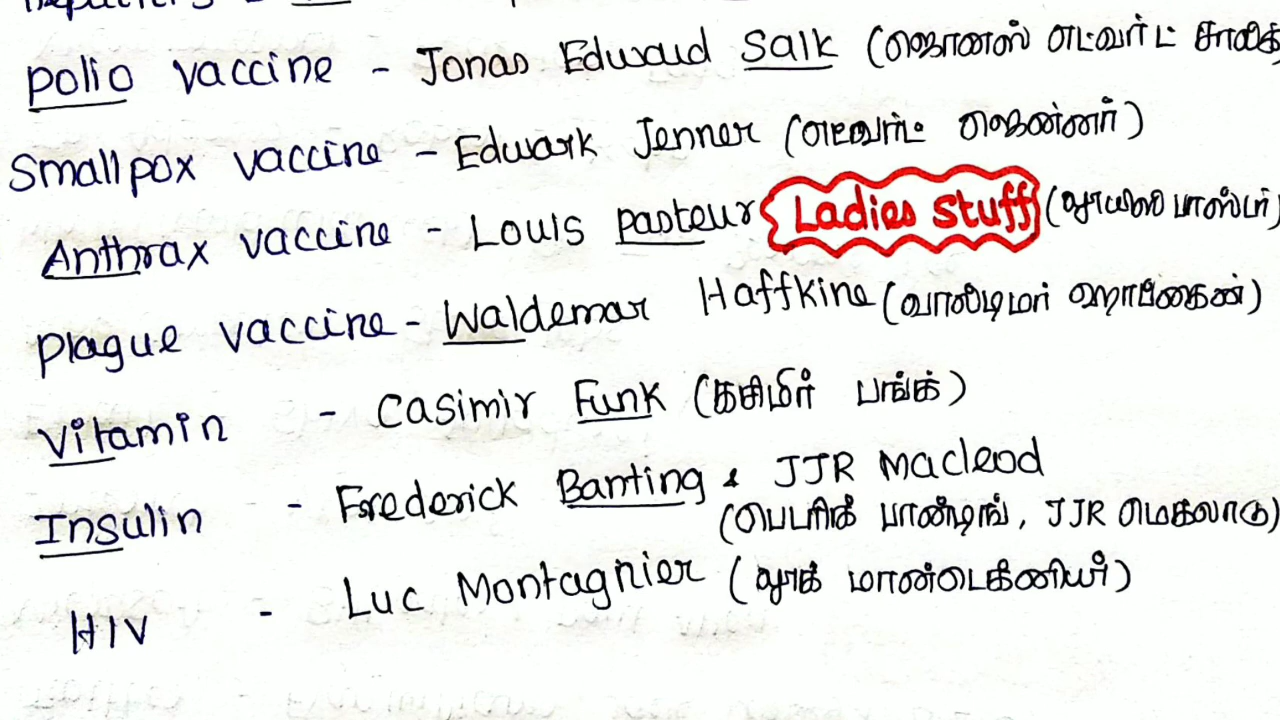 polio vaccine - Jonas Edward Salk (ஜொனஸ் எட்வர்ட் சாலிக்
Smallpox vaccine - Edwark Jenner (எட்வர்ட் ஜென்னர்)
Anthrax vaccine - Louis pasteur Ladies Stuff (லூயிஸ் பாஸ்டர்)
plague vaccine - Waldemar Haffkine (வால்டிமர் ஹாப்கைன்)
Vitamin - Casimir Funk (கசிமிர் பங்க்)
Insulin - Frederick Banting & JJR Macleod
(பெடரிக் பாண்டிங், JJR மெகலாடு)
HIV - Luc Montagnier (லூக் மாண்டெக்னியர்)